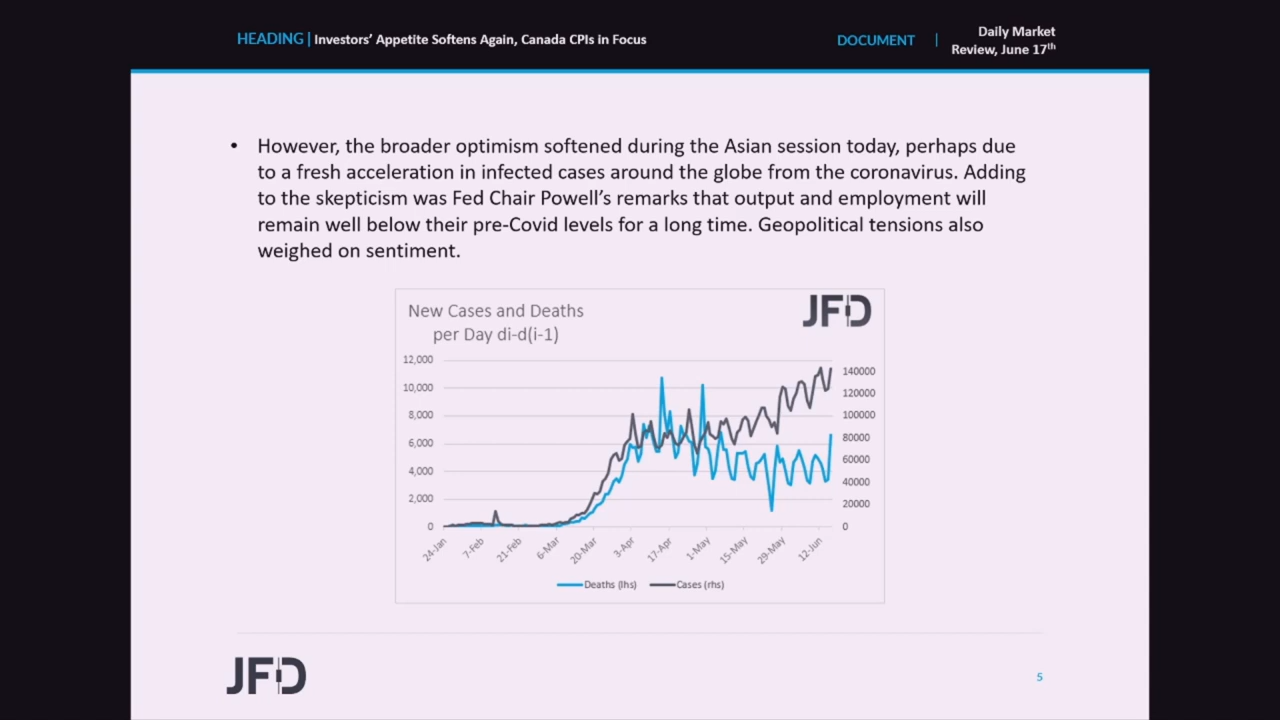 HEADING | Investors’ Appetite Softens Again, Canada CPIs in Focus
DOCUMENT | Daily Market
Review, June 17th
• However, the broader optimism softened during the Asian session today, perhaps due
to a fresh acceleration in infected cases around the globe from the coronavirus. Adding
to the skepticism was Fed Chair Powell’s remarks that output and employment will
remain well below their pre-Covid levels for a long time. Geopolitical tensions also
weighed on sentiment.
New Cases and Deaths
per Day di-d(i-1)
JFD
12,000
10,000
8,000
6,000
4,000
2,000
0
140000
120000
100000
80000
60000
40000
20000
0
24-Jan
7-Feb
21-Feb
6-Mar
20-Mar
3-Apr
17-Apr
1-May
15-May
29-May
12-Jun
Deaths (lhs) Cases (rhs)
JFD
5